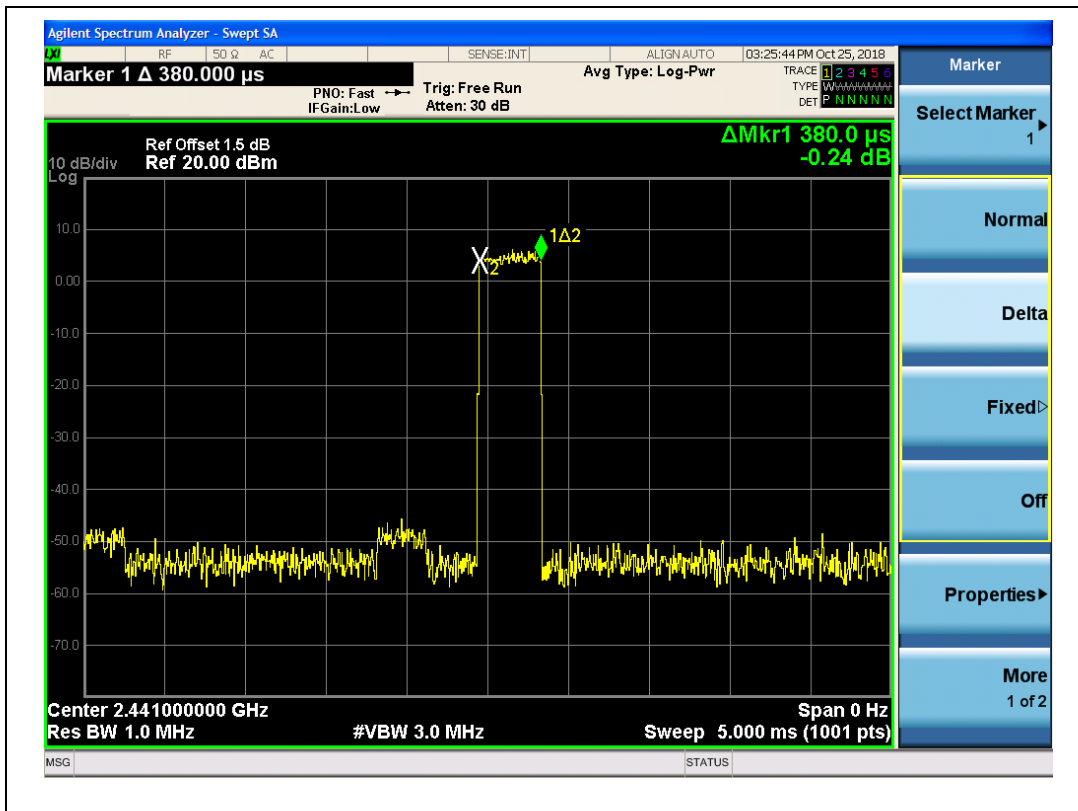 Agilent Spectrum Analyzer - Swept SA
LXI RF 50 Ω AC SENSE:INT ALIGN AUTO 03:25:44 PM Oct 25, 2018
Marker 1 Δ 380.000 µs
PNO: Fast
IFGain:Low
Trig: Free Run
Atten: 30 dB
Avg Type: Log-Pwr
TRACE 1 2 3 4 5 6
TYPE WWWWWW
DET P N N N N N
ΔMkr1 380.0 µs
-0.24 dB
Ref Offset 1.5 dB
10 dB/div Ref 20.00 dBm
Log
10.0
0.00
-10.0
-20.0
-30.0
-40.0
-50.0
-60.0
-70.0
1Δ2
X2
Center 2.441000000 GHz Span 0 Hz
Res BW 1.0 MHz #VBW 3.0 MHz Sweep 5.000 ms (1001 pts)
MSG STATUS
Marker
Select Marker
1
Normal
Delta
Fixed
Off
Properties
More
1 of 2